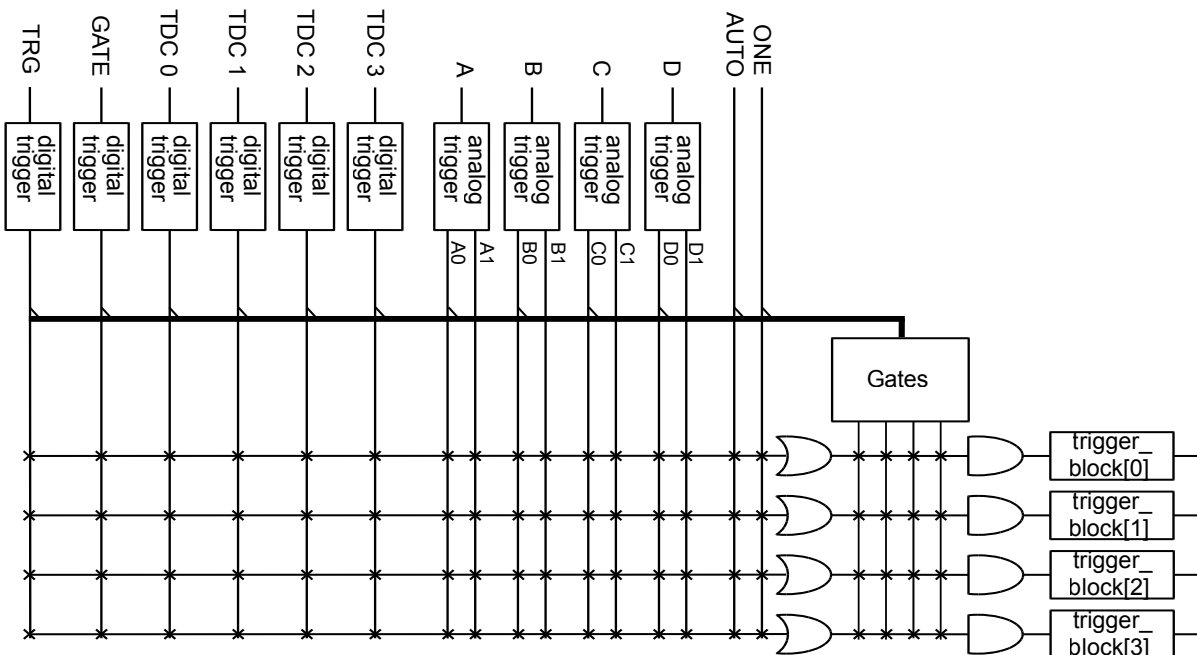 TRG
GATE
TDC 0
TDC 1
TDC 2
TDC 3
A
B
C
D
AUTO
ONE
digital
trigger
digital
trigger
digital
trigger
digital
trigger
digital
trigger
digital
trigger
analog
trigger
analog
trigger
analog
trigger
analog
trigger
A0
A1
B0
B1
C0
C1
D0
D1
Gates
trigger_
block[0]
trigger_
block[1]
trigger_
block[2]
trigger_
block[3]